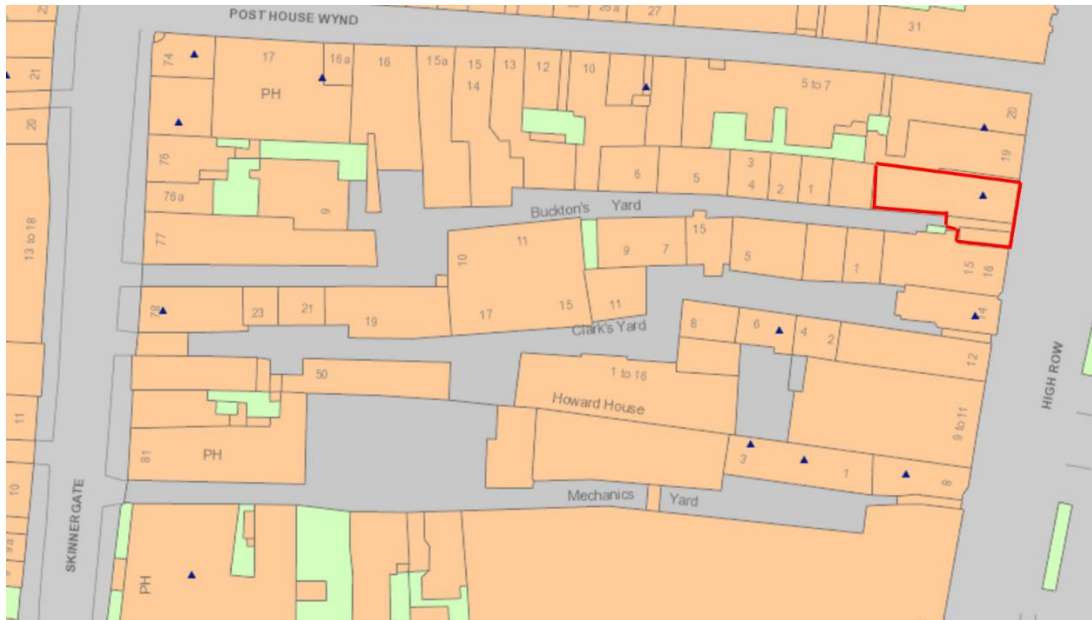 POST HOUSE WYND
27
31
21
74
17
16a
16
15a
15
14
13
12
10
5 to 7
20
PH
20
19
76
6
5
3
4
2
1
76a
9
Buckton's Yard
13 to 18
77
11
10
9
7
15
5
1
15
16
78
23
21
19
17
15
11
14
Clark's Yard
8
6
4
2
12
HIGH ROW
50
1 to 16
Howard House
9 to 11
11
81
PH
3
1
8
10
Mechanics Yard
SKINNERGATE
9a
PH